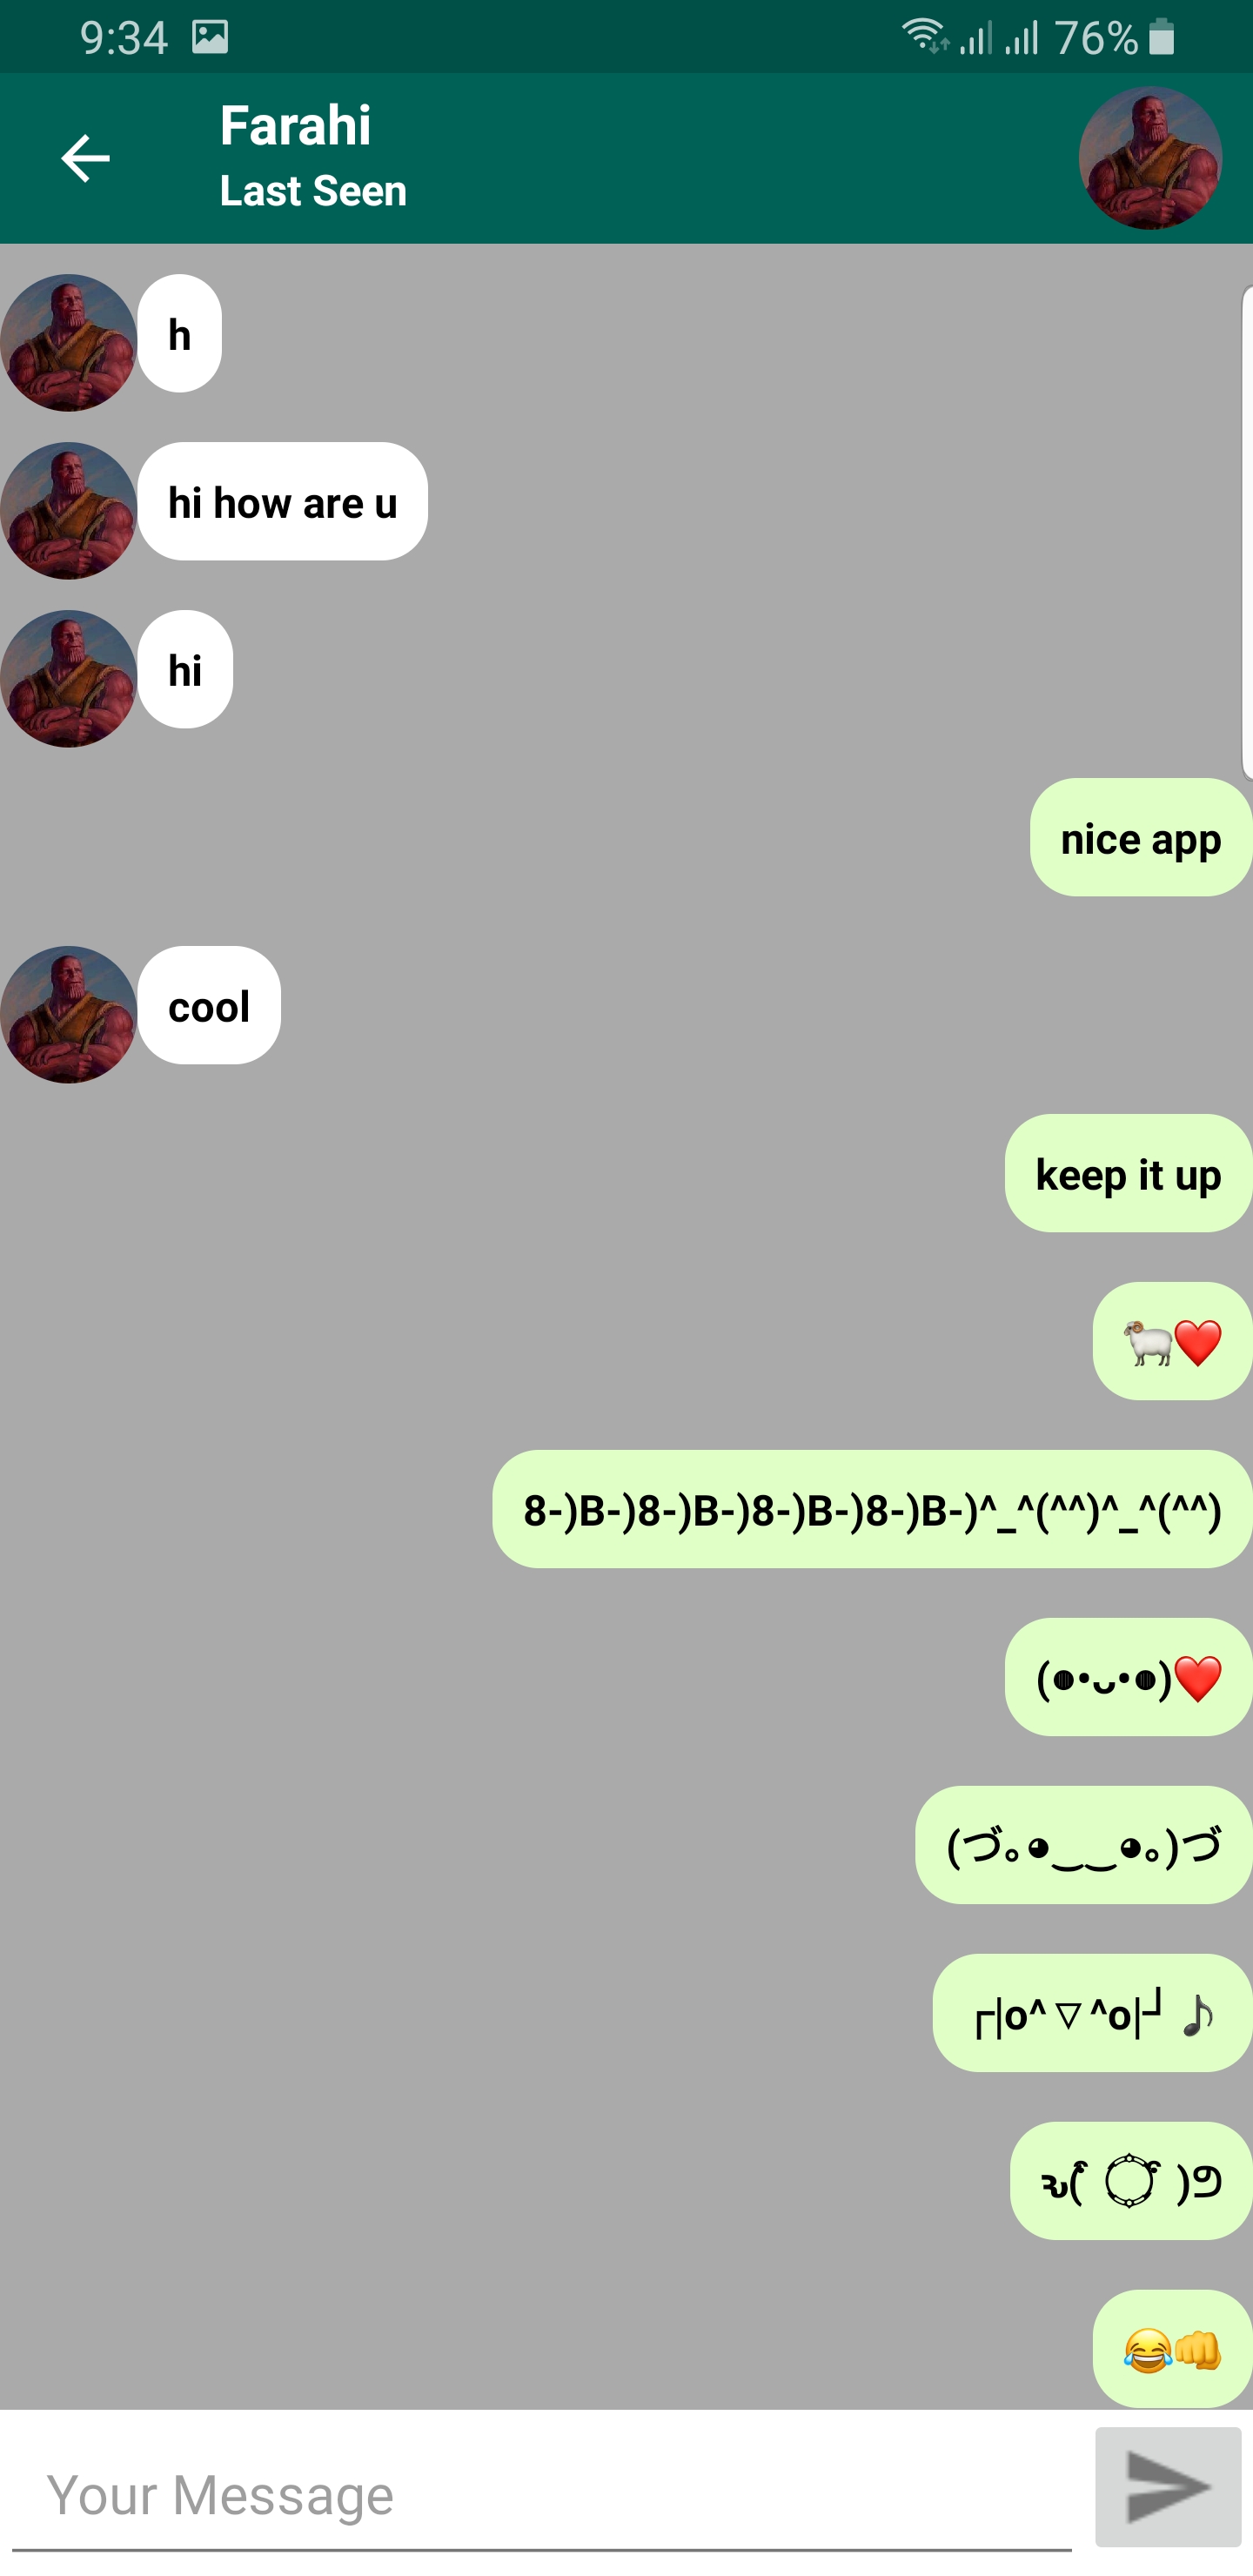 9:34 76%
Farahi
Last Seen
h
hi how are u
hi
nice app
cool
keep it up
🐏❤️
8-)B-)8-)B-)8-)B-)8-)B-)^_^(^^)^_^(^^)
(๑•ᴗ•๑)❤️
(づ｡◕‿‿◕｡)づ
┌|o^▽^o|┘♪
😂👊
Your Message